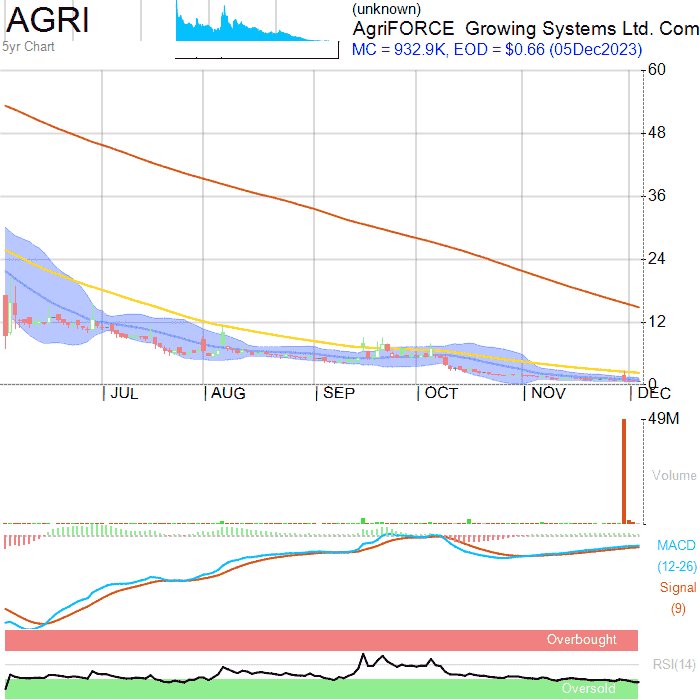 AGRI
(unknown)
AgriFORCE Growing Systems Ltd. Com
5yr Chart
MC = 932.9K, EOD = $0.66 (05Dec2023)
60
48
36
24
12
0
JUL
AUG
SEP
OCT
NOV
DEC
49M
Volume
MACD
(12-26)
Signal
(9)
Overbought
RSI(14)
Oversold